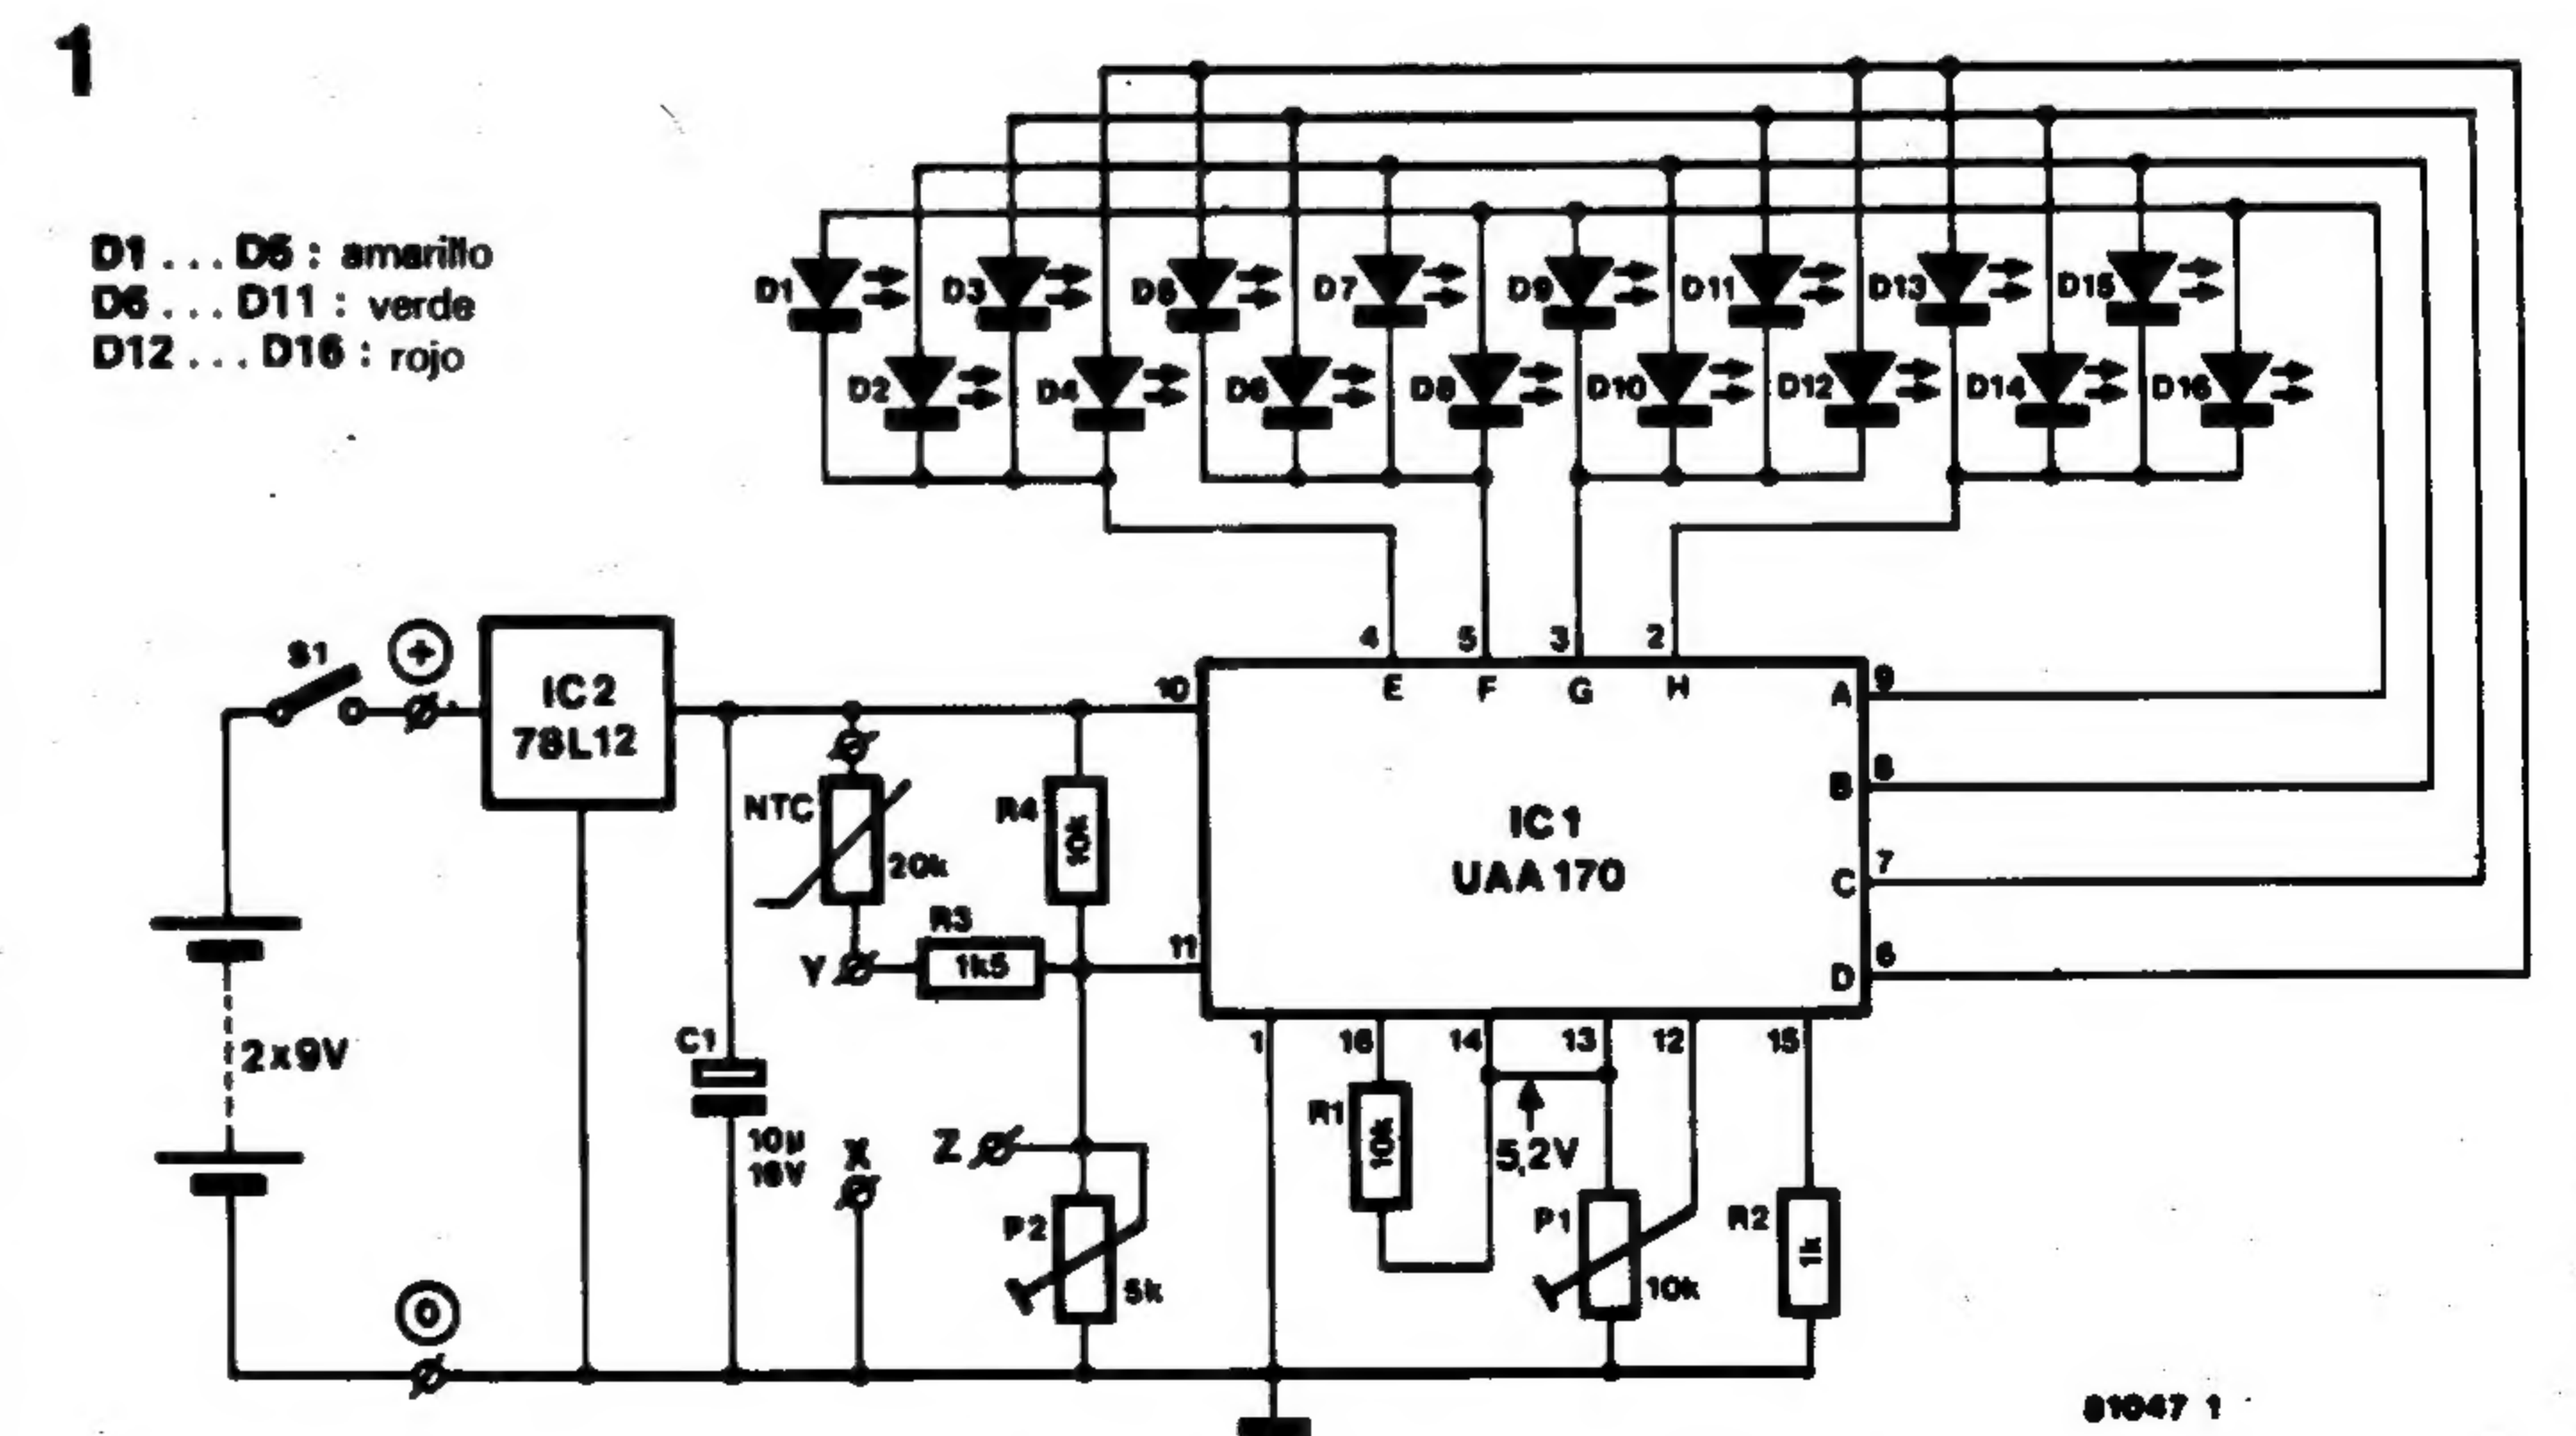 1
D1 . . . D5 : amarillo
D6 . . . D11 : verde
D12 . . . D16 : rojo
D1
D3
D5
D7
D9
D11
D13
D15
D2
D4
D6
D8
D10
D12
D14
D16
S1
+
IC2
78L12
4
5
3
2
10
E
F
G
H
A
9
B
8
C
7
D
6
IC1
UAA170
NTC
20k
R4
10k
R3
1k5
Y
11
2x9V
C1
10µ
16V
X
Z
P2
5k
1
16
14
13
12
15
R1
10k
5,2V
P1
10k
R2
1k
0
81047 1